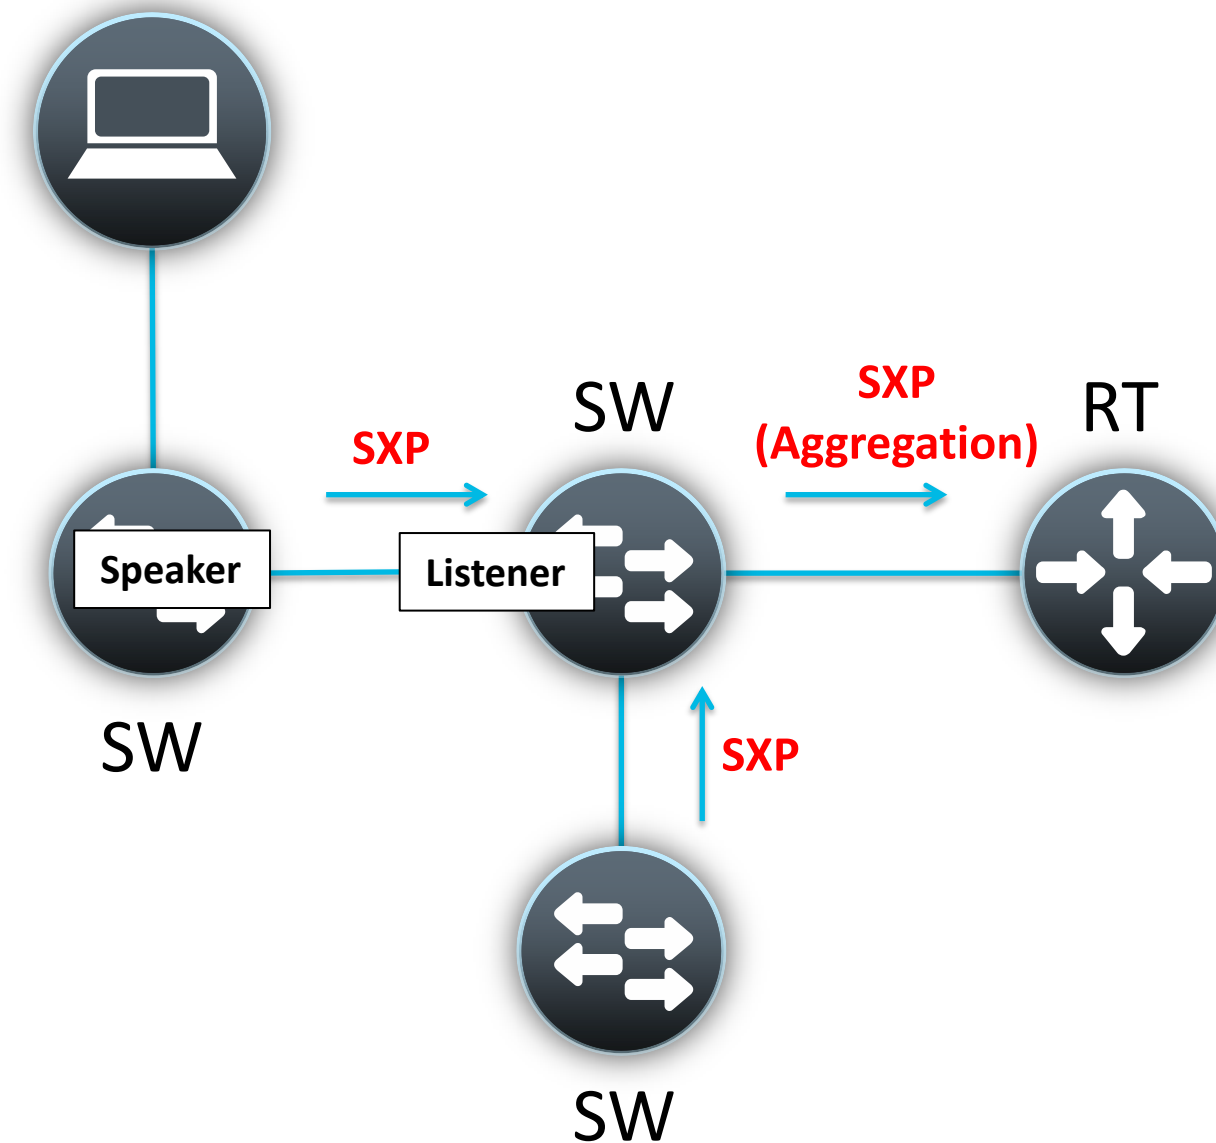 SW
SXP
(Aggregation)
RT
SXP
Speaker
Listener
SW
SXP
SW